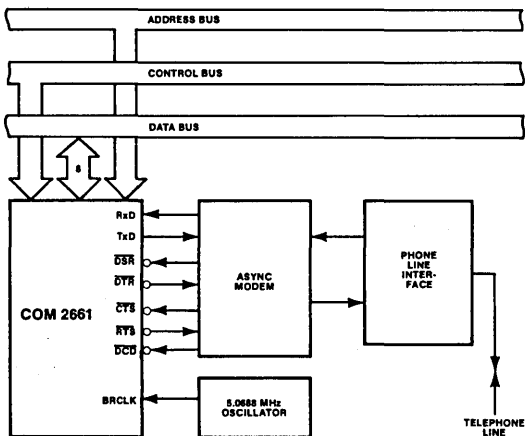 ADDRESS BUS
CONTROL BUS
DATA BUS
8
RxD
TxD
DSR
DTR
CTS
RTS
DCD
BRCLK
COM 2661
ASYNC
MODEM
PHONE
LINE
INTER-
FACE
5.0688 MHz
OSCILLATOR
TELEPHONE
LINE